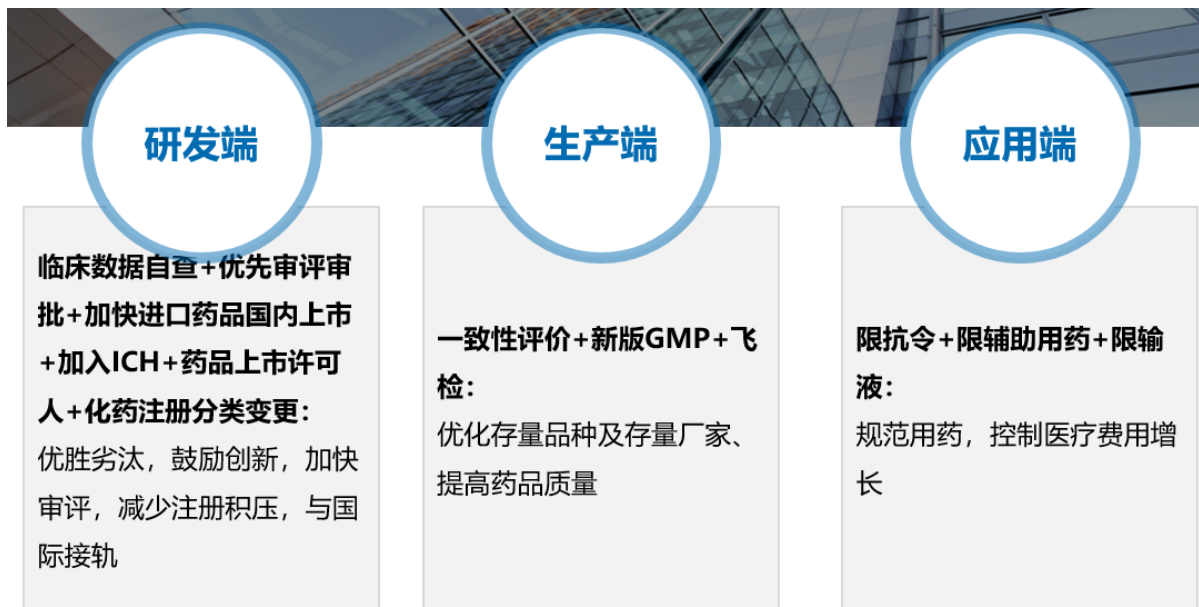 研发端
临床数据自查+优先审评审
批+加快进口药品国内上市
+加入ICH+药品上市许可
人+化药注册分类变更：
优胜劣汰，鼓励创新，加快
审评，减少注册积压，与国
际接轨
生产端
一致性评价+新版GMP+飞
检：
优化存量品种及存量厂家、
提高药品质量
应用端
限抗令+限辅助用药+限输
液：
规范用药，控制医疗费用增
长